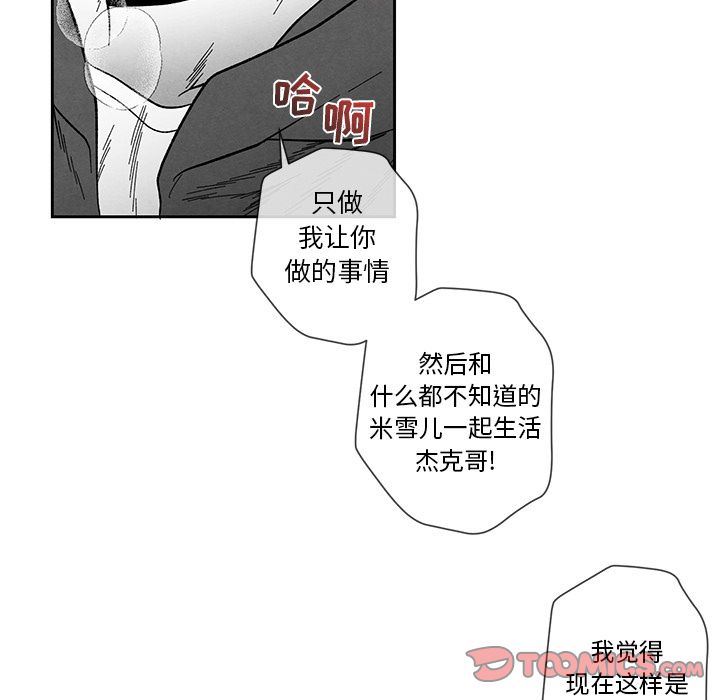 哈啊
只做
我让你
做的事情
然后和
什么都不知道的
米雪儿一起生活
杰克哥!
我觉得
TOOMICS.COM
现在这样是